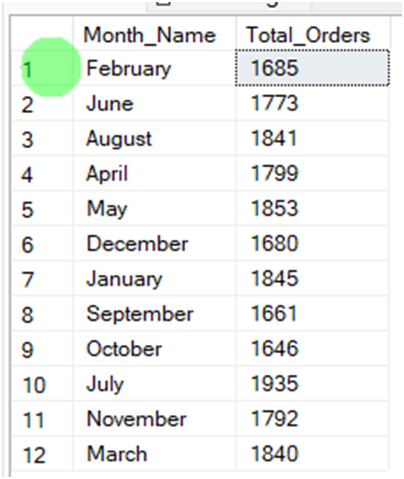 Month_Name Total_Orders
1 February 1685
2 June 1773
3 August 1841
4 April 1799
5 May 1853
6 December 1680
7 January 1845
8 September 1661
9 October 1646
10 July 1935
11 November 1792
12 March 1840